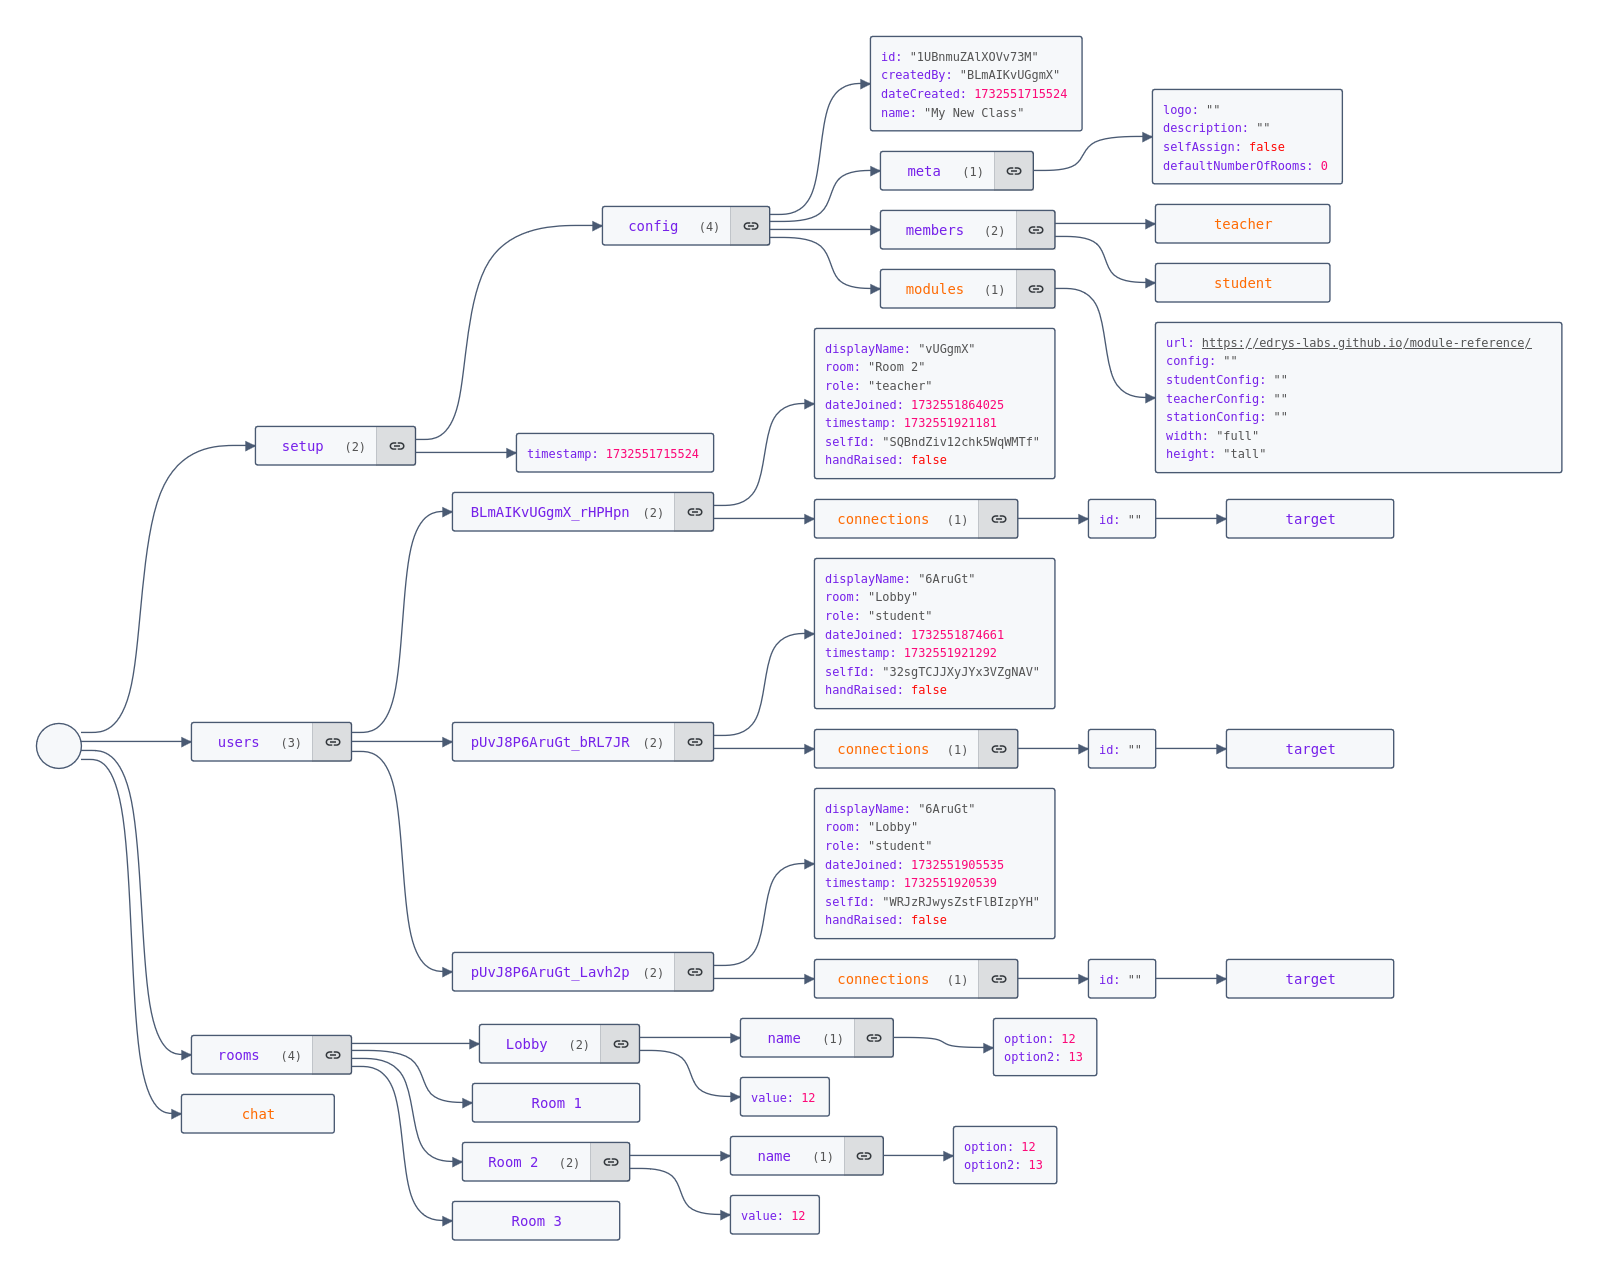 id: "1UBnmuZAlXOVv73M"
createdBy: "BLmAIKvUGgmX"
dateCreated: 1732551715524
name: "My New Class"
logo: ""
description: ""
selfAssign: false
defaultNumberOfRooms: 0
meta (1)
config (4)
members (2)
teacher
modules (1)
student
url: https://edrys-labs.github.io/module-reference/
config: ""
studentConfig: ""
teacherConfig: ""
stationConfig: ""
width: "full"
height: "tall"
displayName: "vUGgmX"
room: "Room 2"
role: "teacher"
dateJoined: 1732551864025
timestamp: 1732551921181
selfId: "SQBndZiv12chk5WqWMTf"
handRaised: false
setup (2)
timestamp: 1732551715524
BLmAIKvUGgmX_rHPHpn (2)
connections (1)
id: ""
target
displayName: "6AruGt"
room: "Lobby"
role: "student"
dateJoined: 1732551874661
timestamp: 1732551921292
selfId: "32sgTCJJXyJYx3VZgNAV"
handRaised: false
users (3)
pUvJ8P6AruGt_bRL7JR (2)
connections (1)
id: ""
target
displayName: "6AruGt"
room: "Lobby"
role: "student"
dateJoined: 1732551905535
timestamp: 1732551920539
selfId: "WRJzRJwysZstFlBIzpYH"
handRaised: false
pUvJ8P6AruGt_Lavh2p (2)
connections (1)
id: ""
target
rooms (4)
Lobby (2)
name (1)
option: 12
option2: 13
value: 12
Room 1
chat
Room 2 (2)
name (1)
option: 12
option2: 13
value: 12
Room 3